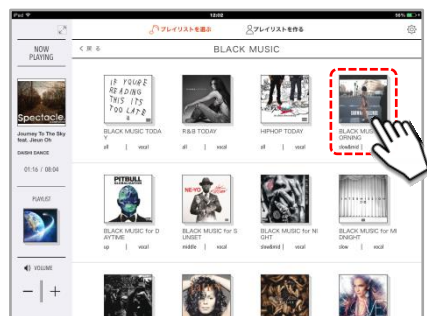 iPad
12:02
96%
プレイリストを選ぶ
プレイリストを作る
NOW
PLAYING
< 戻る
BLACK MUSIC
Spectacle
Journey To The Sky
feat. Jieun Oh
DAISHI DANCE
01:16 / 08:04
PLAYLIST
VOLUME
− | +
IF YOU'RE
READING
THIS IT'S
TOO LATE
BLACK MUSIC TODA
Y
all | vocal
R&B TODAY
all | vocal
HIPHOP TODAY
all | vocal
BLACK MUSIC
ORNING
slow&mid |
PITBULL
BLACK MUSIC for D
AYTIME
up | vocal
NE-YO
BLACK MUSIC for S
UNSET
middle | vocal
BLACK MUSIC for NI
GHT
slow&mid | vocal
BLACK MUSIC for MI
DNIGHT
slow | vocal